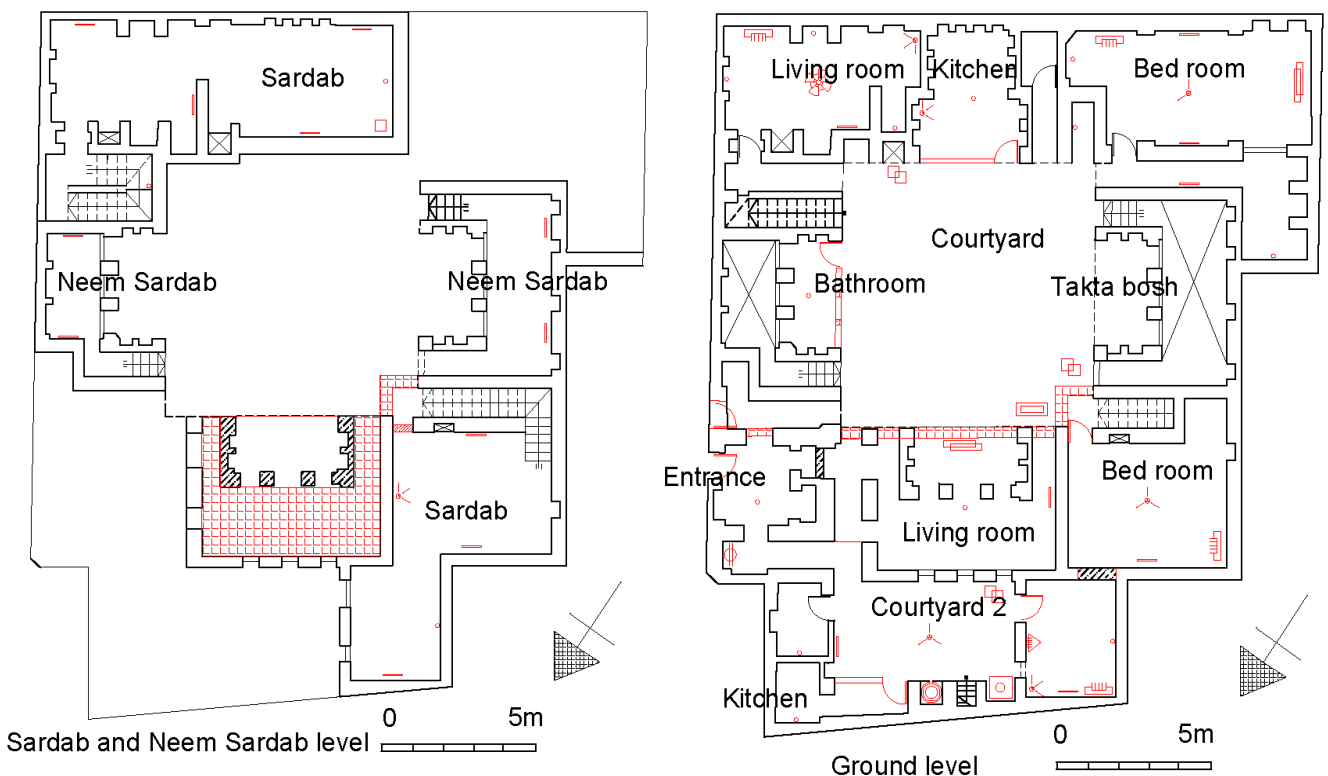 Sardab
Neem Sardab
Neem Sardab
Sardab
0 5m
Sardab and Neem Sardab level
Living room
Kitchen
Bed room
Courtyard
Bathroom
Takta bosh
Entrance
Bed room
Living room
Courtyard 2
Kitchen
0 5m
Ground level